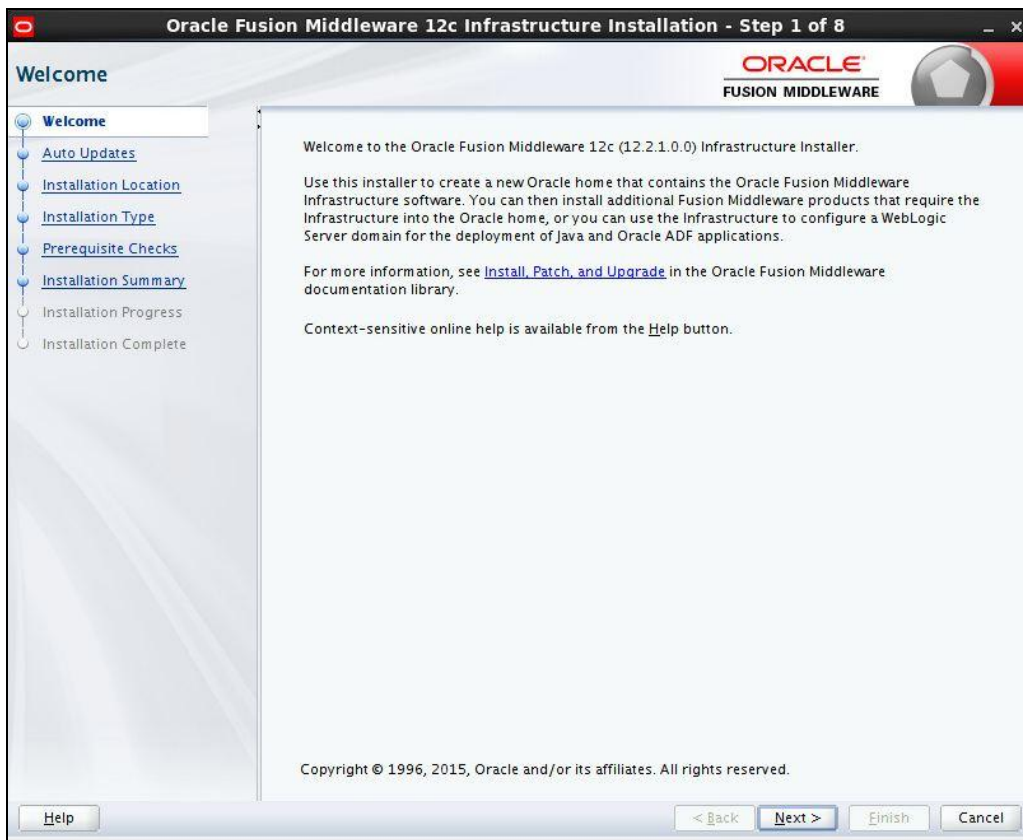 Oracle Fusion Middleware 12c Infrastructure Installation - Step 1 of 8
Welcome
ORACLE
FUSION MIDDLEWARE
Welcome
Auto Updates
Installation Location
Installation Type
Prerequisite Checks
Installation Summary
Installation Progress
Installation Complete
Welcome to the Oracle Fusion Middleware 12c (12.2.1.0.0) Infrastructure Installer.
Use this installer to create a new Oracle home that contains the Oracle Fusion Middleware
Infrastructure software. You can then install additional Fusion Middleware products that require the
Infrastructure into the Oracle home, or you can use the Infrastructure to configure a WebLogic
Server domain for the deployment of Java and Oracle ADF applications.
For more information, see Install, Patch, and Upgrade in the Oracle Fusion Middleware
documentation library.
Context-sensitive online help is available from the Help button.
Copyright © 1996, 2015, Oracle and/or its affiliates. All rights reserved.
Help
< Back
Next >
Finish
Cancel